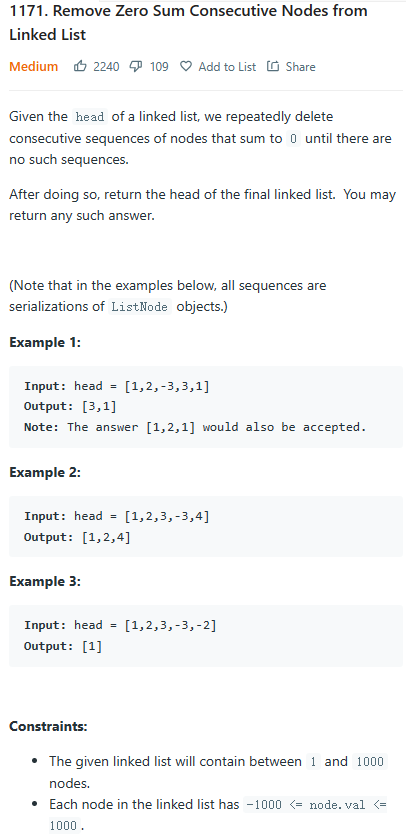 1171. Remove Zero Sum Consecutive Nodes from
Linked List
Medium 2240 109 Add to List Share
Given the head of a linked list, we repeatedly delete
consecutive sequences of nodes that sum to 0 until there are
no such sequences.
After doing so, return the head of the final linked list. You may
return any such answer.
(Note that in the examples below, all sequences are
serializations of ListNode objects.)
Example 1:
Input: head = [1,2,-3,3,1]
Output: [3,1]
Note: The answer [1,2,1] would also be accepted.
Example 2:
Input: head = [1,2,3,-3,4]
Output: [1,2,4]
Example 3:
Input: head = [1,2,3,-3,-2]
Output: [1]
Constraints:
• The given linked list will contain between 1 and 1000
nodes.
• Each node in the linked list has -1000 <= node.val <=
1000.